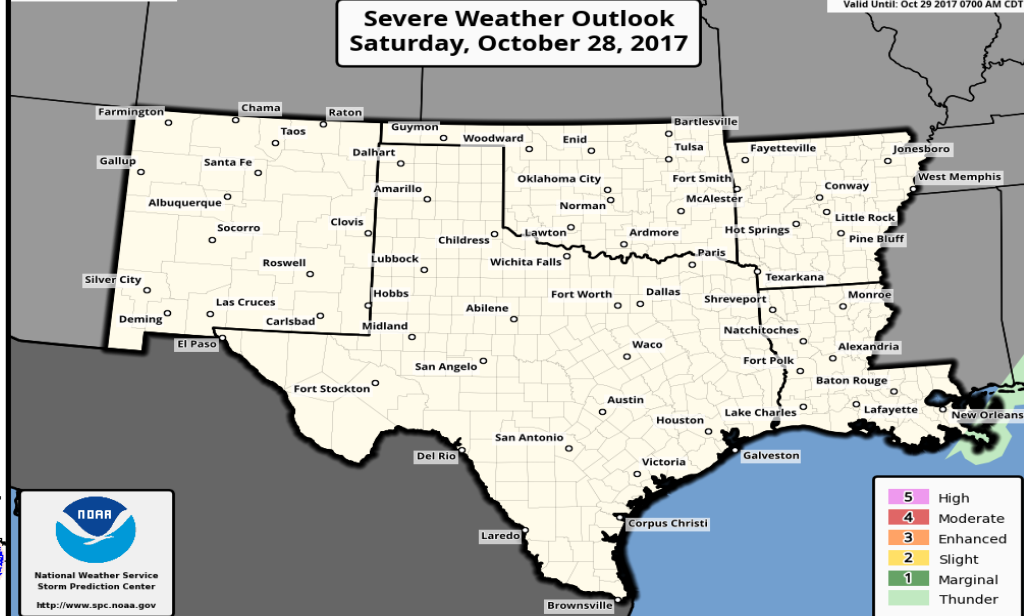 Valid Until: Oct 29 2017 0700 AM CDT
Severe Weather Outlook
Saturday, October 28, 2017
Farmington
Chama
Raton
Taos
Guymon
Woodward
Enid
Bartlesville
Tulsa
Fayetteville
Jonesboro
Gallup
Santa Fe
Dalhart
Oklahoma City
Fort Smith
West Memphis
Albuquerque
Amarillo
Norman
McAlester
Conway
Socorro
Clovis
Childress
Lawton
Ardmore
Hot Springs
Little Rock
Pine Bluff
Roswell
Lubbock
Wichita Falls
Paris
Texarkana
Silver City
Las Cruces
Hobbs
Abilene
Fort Worth
Dallas
Shreveport
Monroe
Deming
Carlsbad
Midland
Natchitoches
El Paso
San Angelo
Waco
Fort Polk
Alexandria
Fort Stockton
Austin
Baton Rouge
Houston
Lake Charles
Lafayette
New Orleans
Del Rio
San Antonio
Victoria
Galveston
Laredo
Corpus Christi
Brownsville
NOAA
National Weather Service
Storm Prediction Center
http://www.spc.noaa.gov
5 High
4 Moderate
3 Enhanced
2 Slight
1 Marginal
Thunder